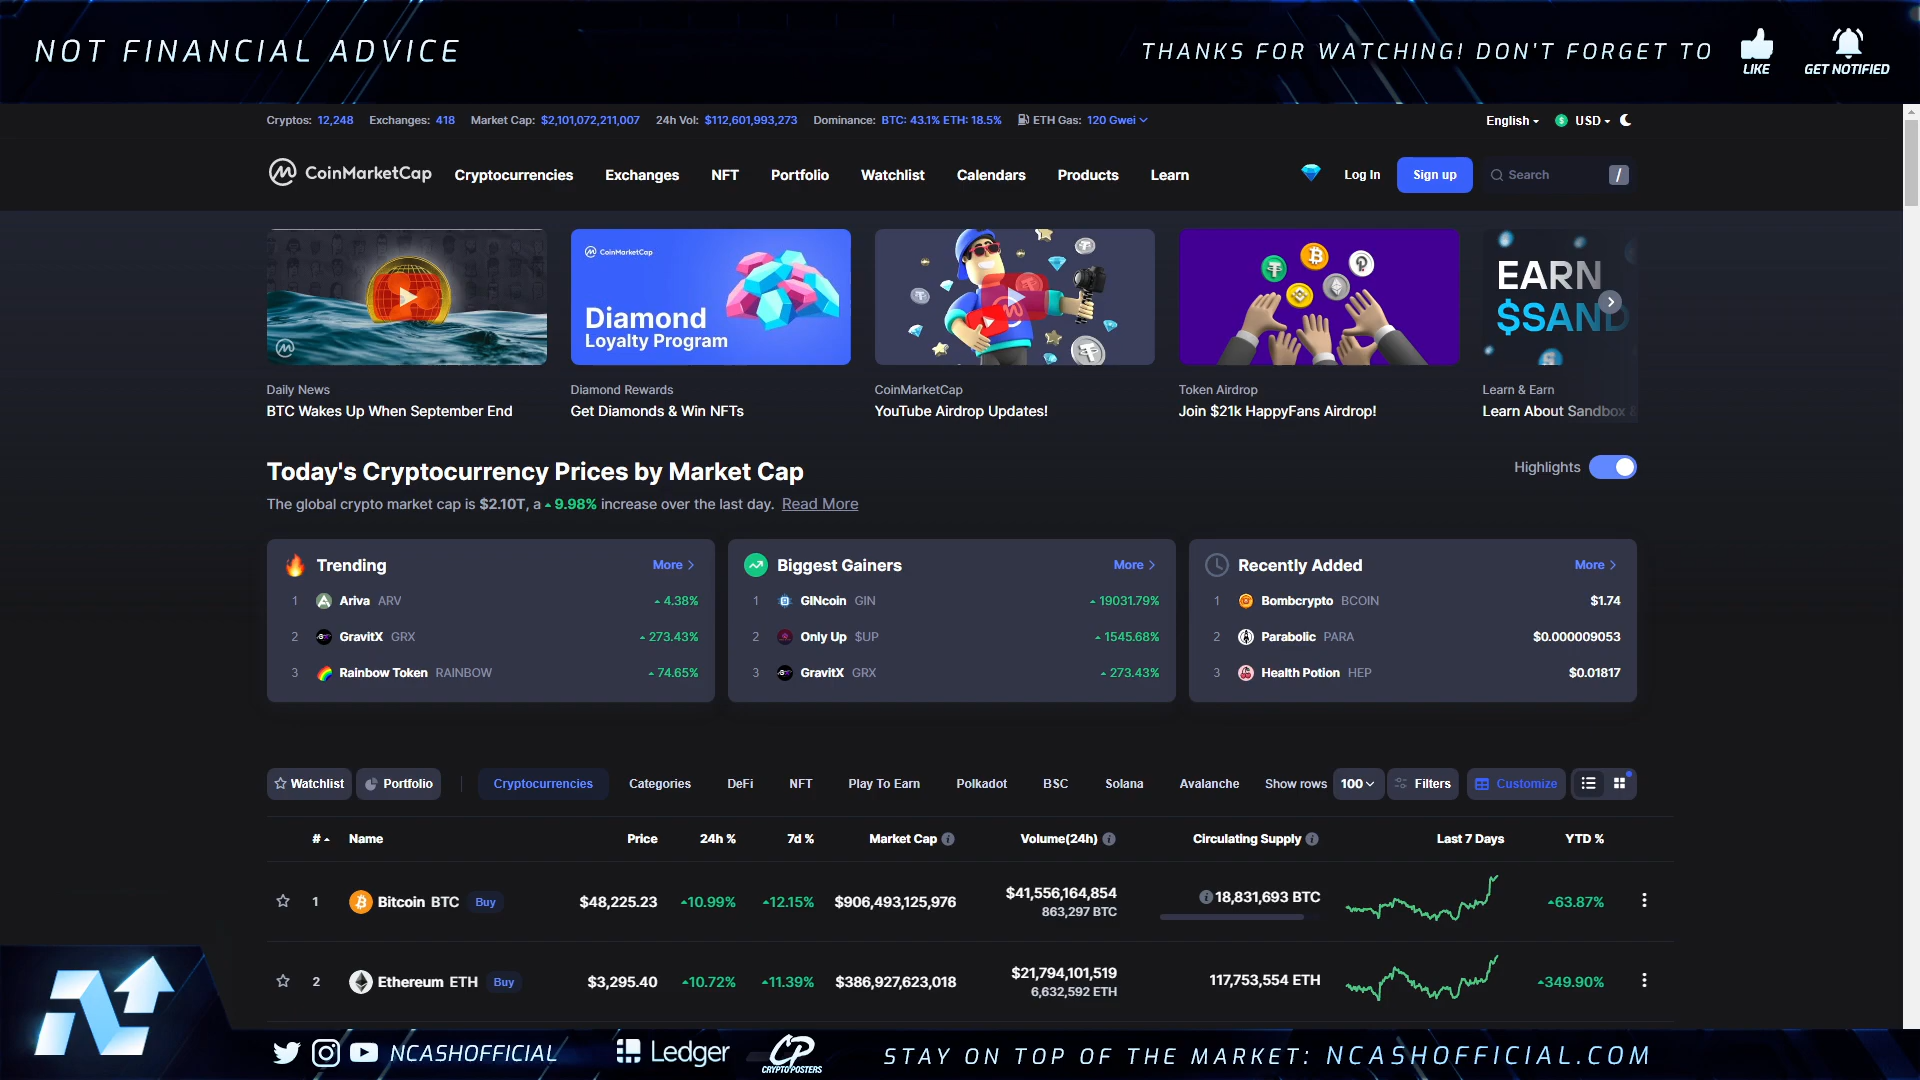 NOT FINANCIAL ADVICE
THANKS FOR WATCHING! DON'T FORGET TO
LIKE
GET NOTIFIED
Cryptos: 12,248 Exchanges: 418 Market Cap: $2,101,072,211,007 24h Vol: $112,601,993,273 Dominance: BTC: 43.1% ETH: 18.5% ETH Gas: 120 Gwei
English USD
CoinMarketCap Cryptocurrencies Exchanges NFT Portfolio Watchlist Calendars Products Learn
Log In Sign up Search /
CoinMarketCap
Diamond
Loyalty Program
EARN
$SAND
Daily News
BTC Wakes Up When September End
Diamond Rewards
Get Diamonds & Win NFTs
CoinMarketCap
YouTube Airdrop Updates!
Token Airdrop
Join $21k HappyFans Airdrop!
Learn & Earn
Learn About Sandbox &
Today's Cryptocurrency Prices by Market Cap
Highlights
The global crypto market cap is $2.10T, a 9.98% increase over the last day. Read More
Trending More
1 Ariva ARV 4.38%
2 GravitX GRX 273.43%
3 Rainbow Token RAINBOW 74.65%
Biggest Gainers More
1 GINcoin GIN 19031.79%
2 Only Up $UP 1545.68%
3 GravitX GRX 273.43%
Recently Added More
1 Bombcrypto BCOIN $1.74
2 Parabolic PARA $0.000009053
3 Health Potion HEP $0.01817
Watchlist Portfolio Cryptocurrencies Categories DeFi NFT Play To Earn Polkadot BSC Solana Avalanche Show rows 100 Filters Customize
# Name Price 24h % 7d % Market Cap Volume(24h) Circulating Supply Last 7 Days YTD %
1 Bitcoin BTC Buy $48,225.23 10.99% 12.15% $906,493,125,976 $41,556,164,854 18,831,693 BTC 63.87%
863,297 BTC
2 Ethereum ETH Buy $3,295.40 10.72% 11.39% $386,927,623,018 $21,794,101,519 117,753,554 ETH 349.90%
6,632,592 ETH
NCASHOFFICIAL Ledger CP
CRYPTO POSTERS
STAY ON TOP OF THE MARKET: NCASHOFFICIAL.COM